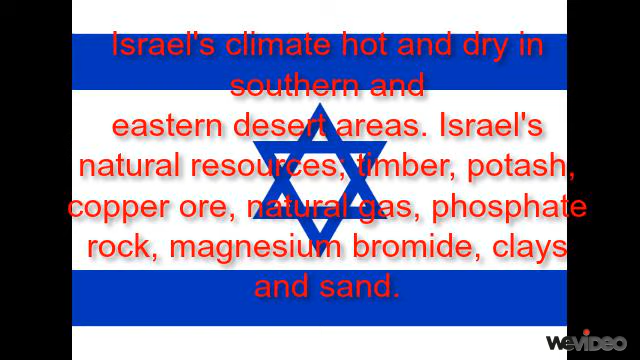 Israel's climate hot and dry in
southern and
eastern desert areas. Israel's
natural resources; timber, potash,
copper ore, natural gas, phosphate
rock, magnesium bromide, clays
and sand.
WEVIDEO